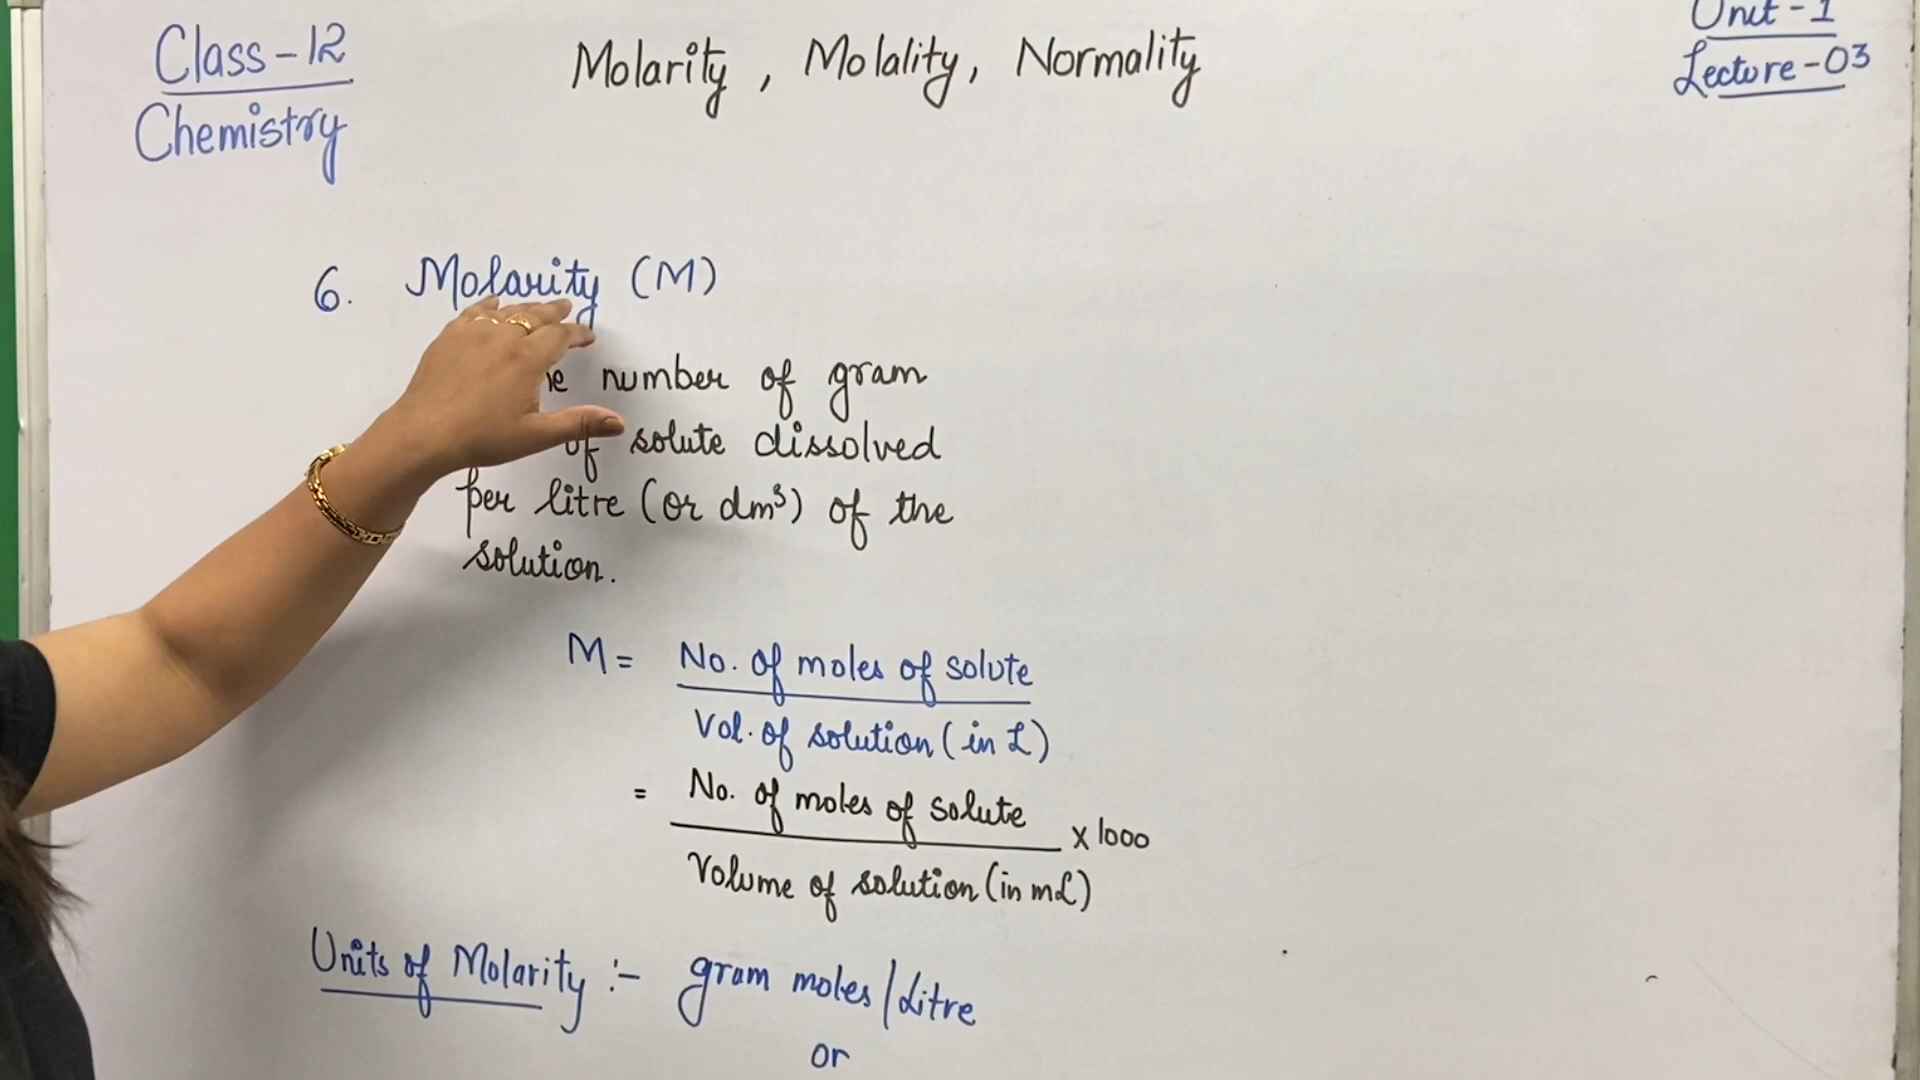 Class-12
Chemistry
Molarity, Molality, Normality
Unit-1
Lecture-03
6. Molarity (M)
number of gram
of solute dissolved
per litre (or dm³) of the
solution.
M = No. of moles of solute
Vol. of solution (in L)
= No. of moles of solute x 1000
Volume of solution (in mL)
Units of Molarity :- gram moles/Litre
or